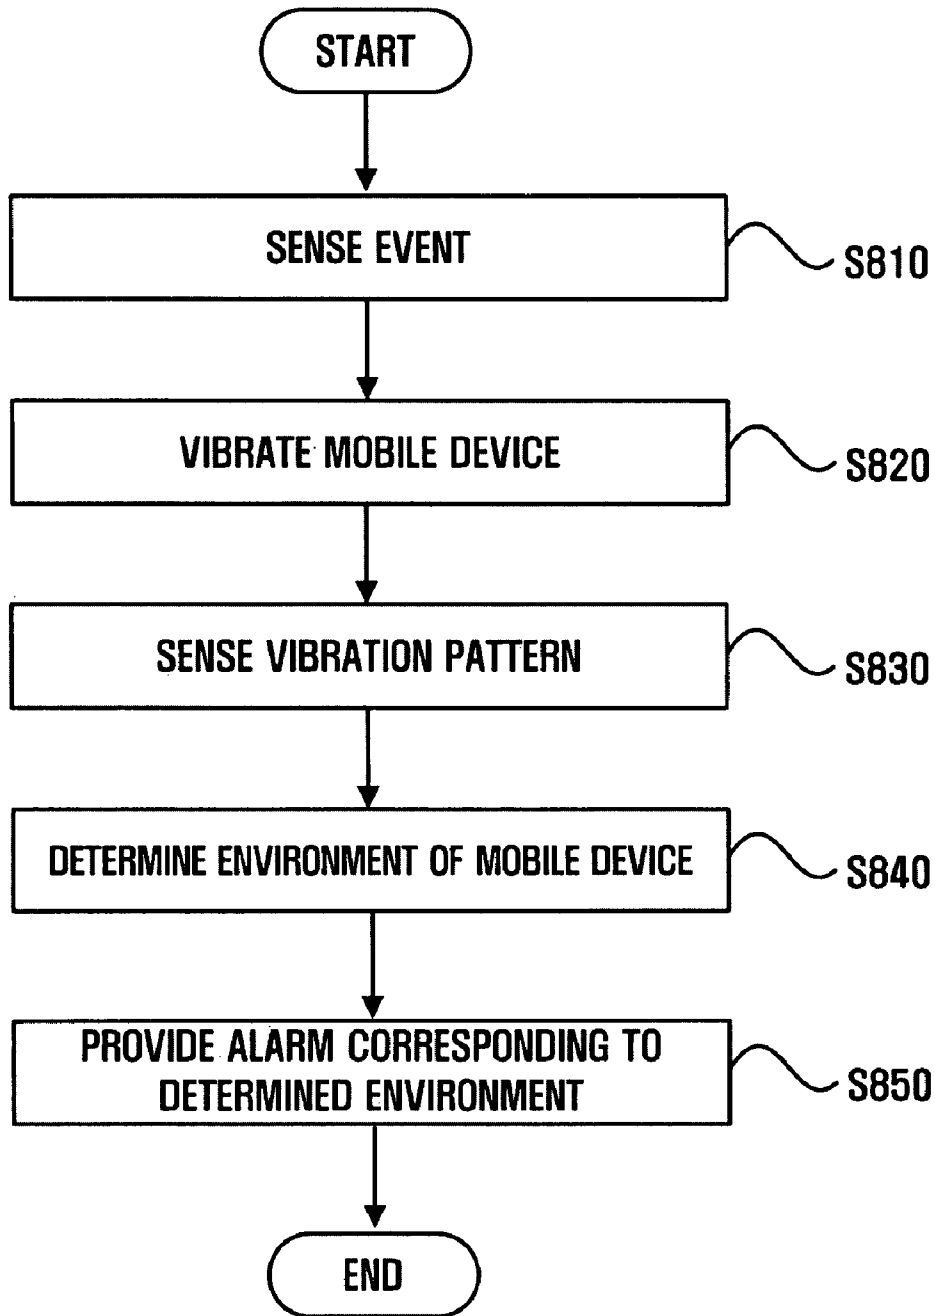 START
SENSE EVENT
S810
VIBRATE MOBILE DEVICE
S820
SENSE VIBRATION PATTERN
S830
DETERMINE ENVIRONMENT OF MOBILE DEVICE
S840
PROVIDE ALARM CORRESPONDING TO
DETERMINED ENVIRONMENT
S850
END